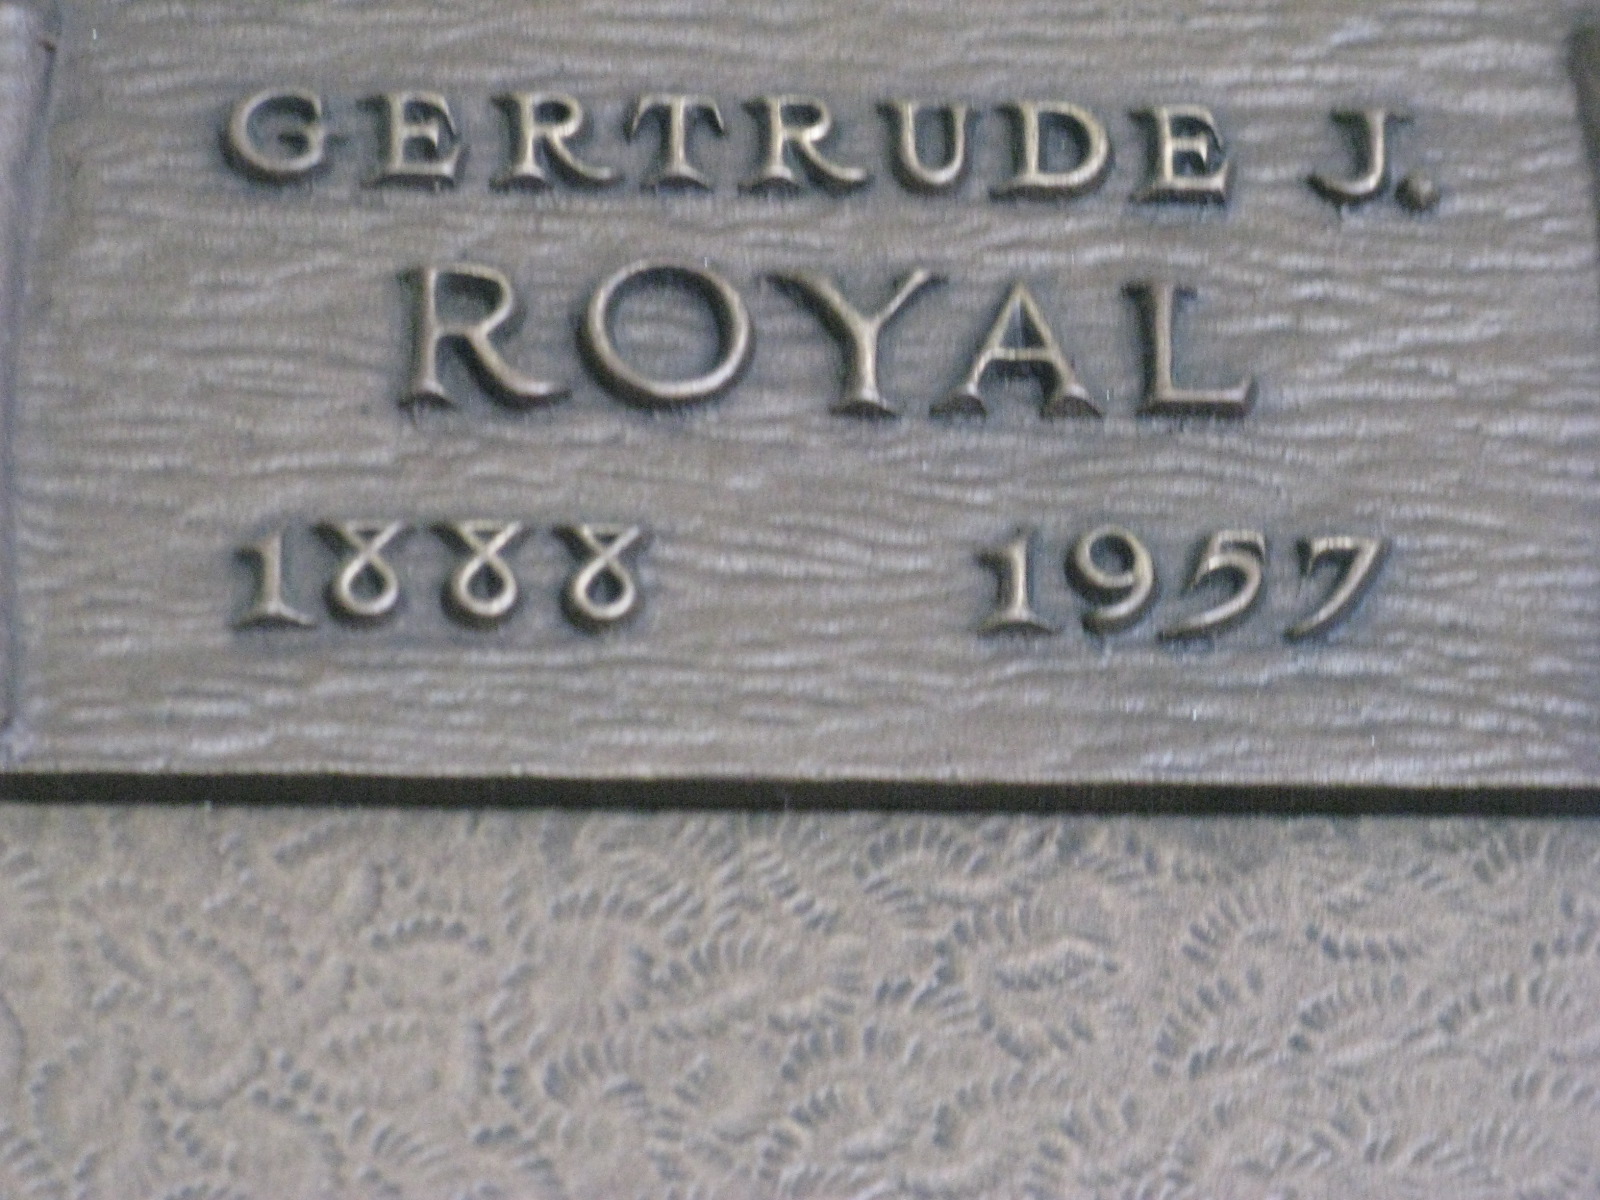 GERTRUDE J.
ROYAL
1888 1957